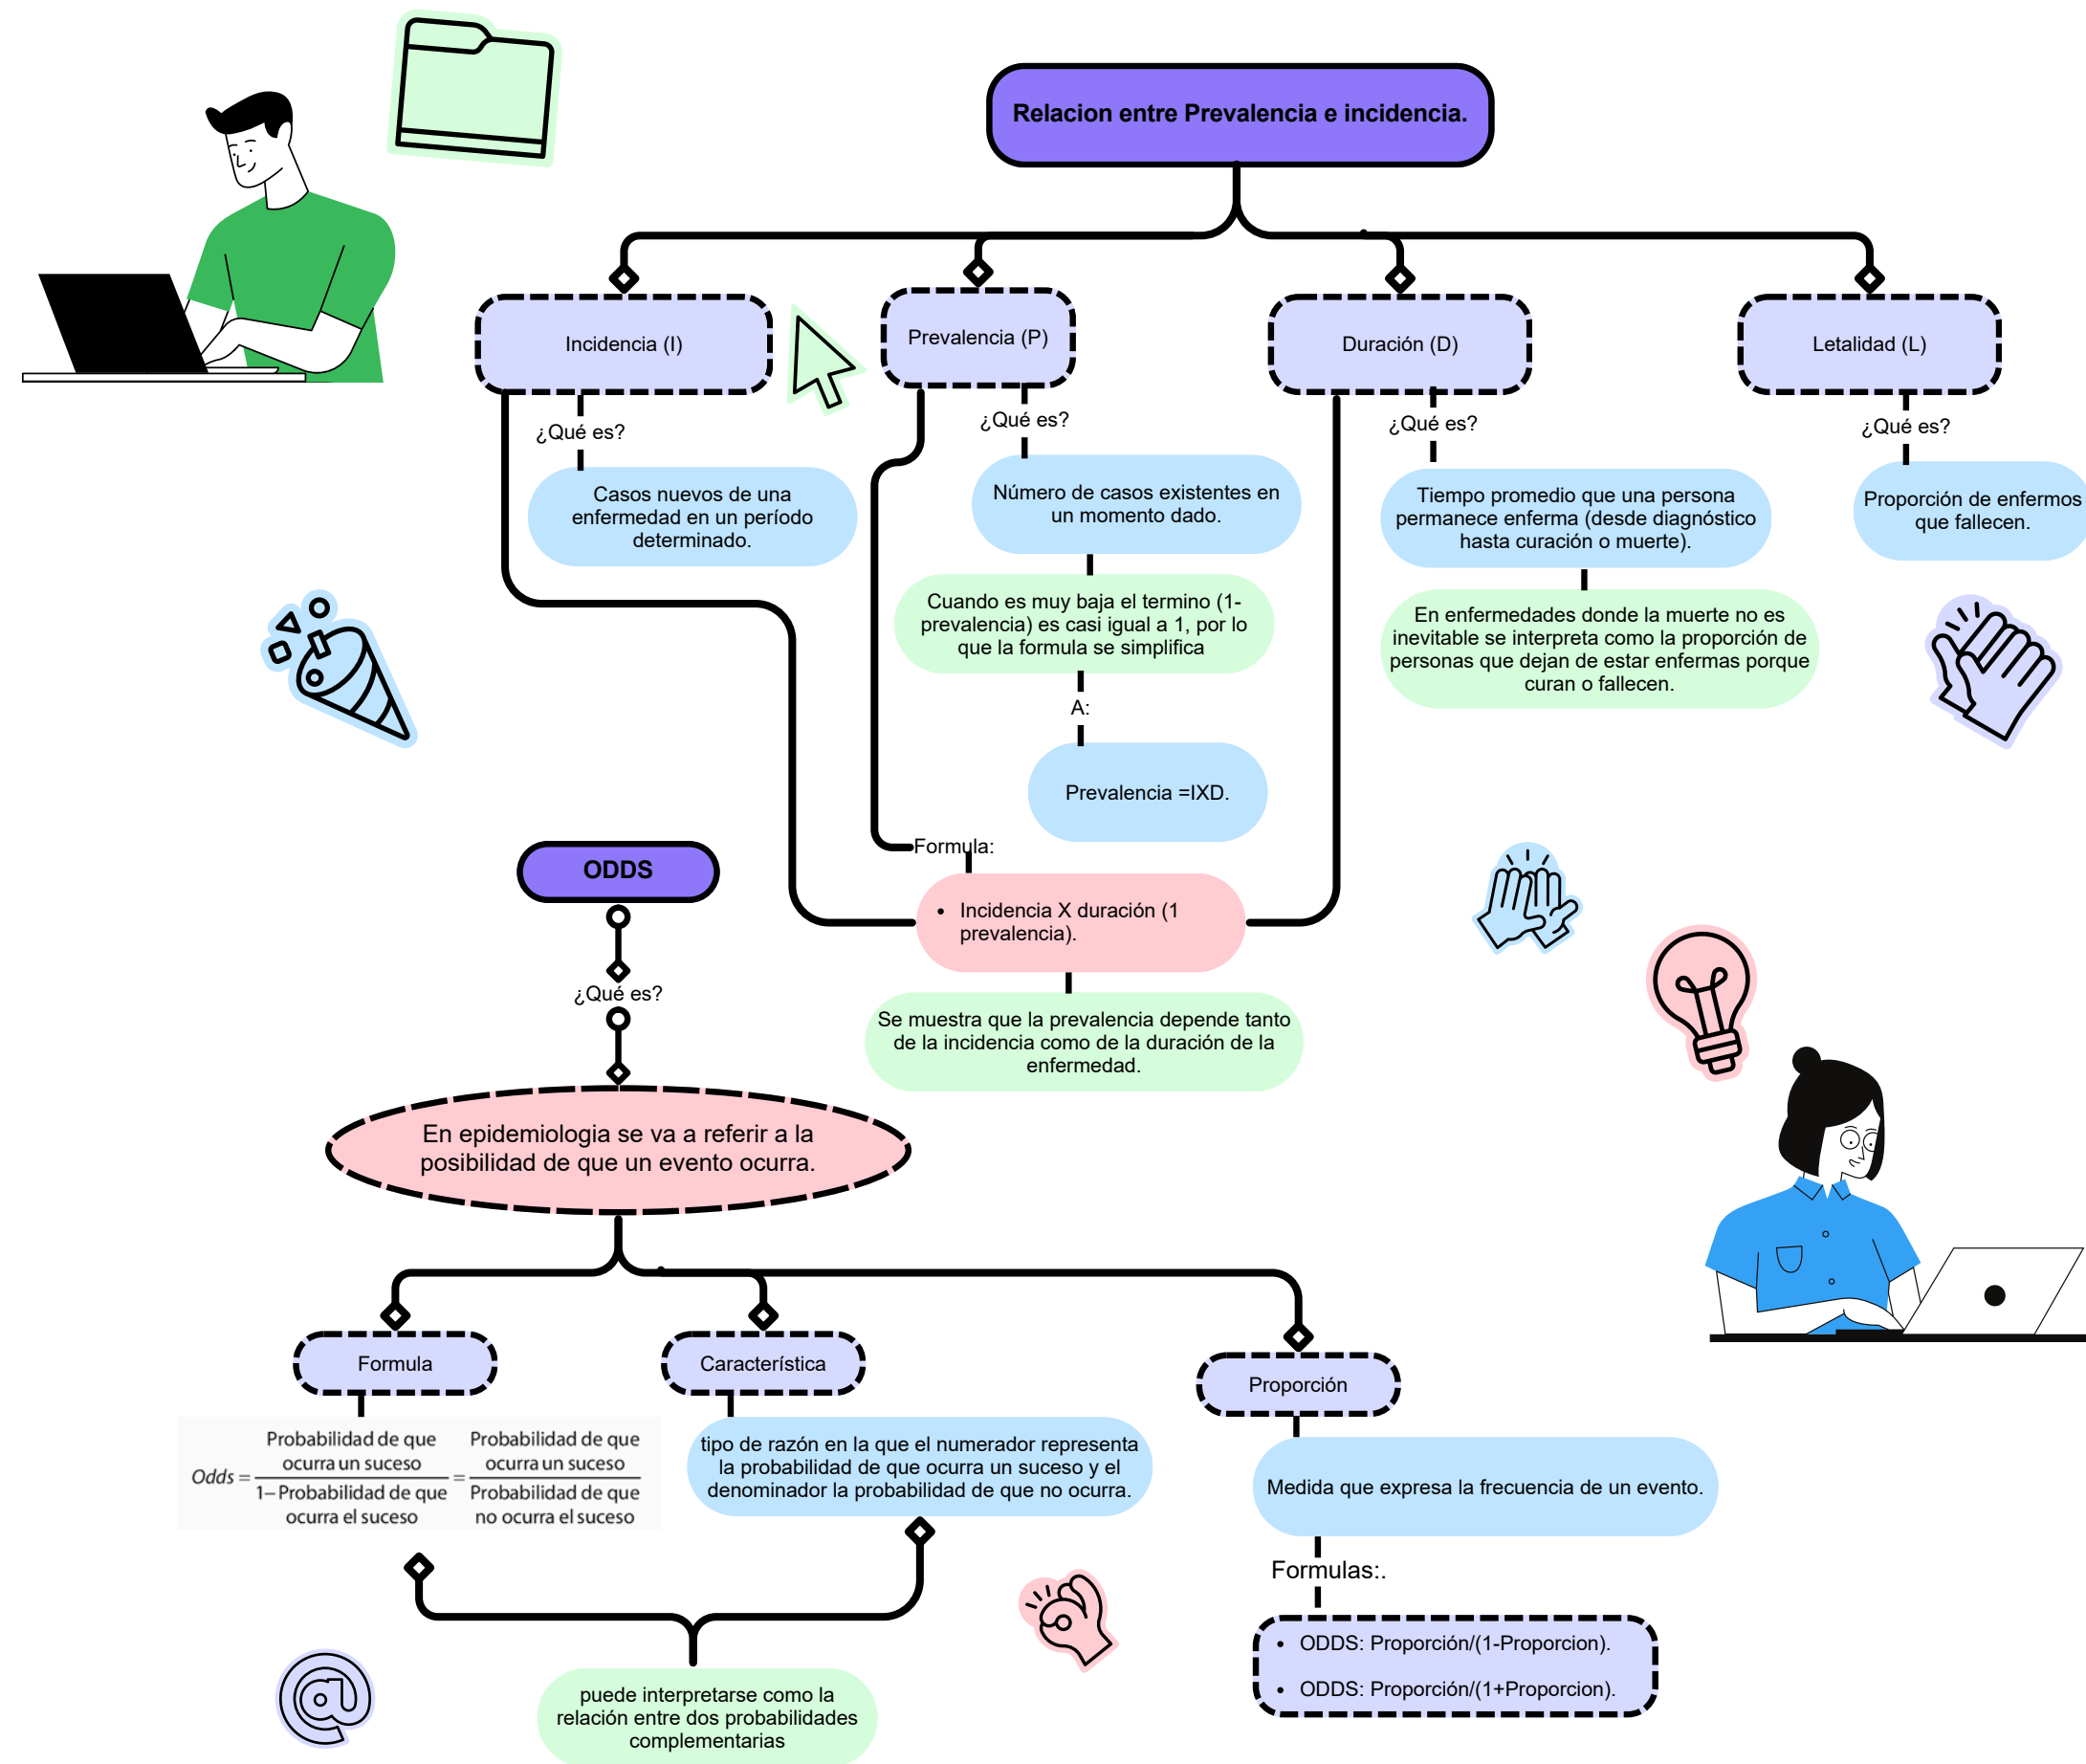 Relacion entre Prevalencia e incidencia.
Incidencia (I)
¿Qué es?
Casos nuevos de una
enfermedad en un período
determinado.
Prevalencia (P)
¿Qué es?
Número de casos existentes en
un momento dado.
Cuando es muy baja el termino (1-
prevalencia) es casi igual a 1, por lo
que la formula se simplifica
A:
Prevalencia =IXD.
Duración (D)
¿Qué es?
Tiempo promedio que una persona
permanece enferma (desde diagnóstico
hasta curación o muerte).
En enfermedades donde la muerte no es
inevitable se interpreta como la proporción de
personas que dejan de estar enfermas porque
curan o fallecen.
Letalidad (L)
¿Qué es?
Proporción de enfermos
que fallecen.
Formula:
• Incidencia X duración (1
prevalencia).
Se muestra que la prevalencia depende tanto
de la incidencia como de la duración de la
enfermedad.
ODDS
¿Qué es?
En epidemiologia se va a referir a la
posibilidad de que un evento ocurra.
Formula
Probabilidad de que
ocurra un suceso
Odds =
1–Probabilidad de que
ocurra el suceso
=
Probabilidad de que
ocurra un suceso
Probabilidad de que
no ocurra el suceso
Característica
tipo de razón en la que el numerador representa
la probabilidad de que ocurra un suceso y el
denominador la probabilidad de que no ocurra.
puede interpretarse como la
relación entre dos probabilidades
complementarias
Proporción
Medida que expresa la frecuencia de un evento.
Formulas:.
• ODDS: Proporción/(1-Proporcion).
• ODDS: Proporción/(1+Proporcion).
@